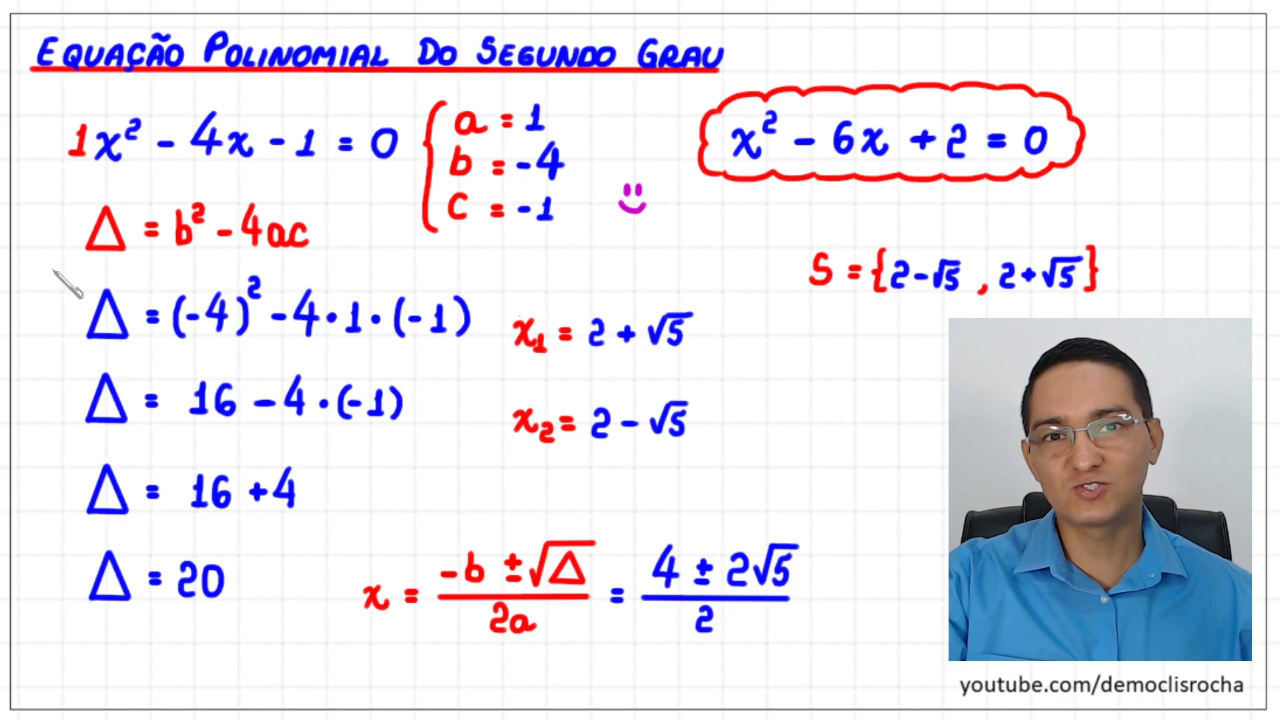 EQUAÇÃO POLINOMIAL DO SEGUNDO GRAU
1x² - 4x - 1 = 0
a = 1
b = -4
c = -1
Δ = b² - 4ac
Δ = (-4)² - 4 · 1 · (-1)
Δ = 16 - 4 · (-1)
Δ = 16 + 4
Δ = 20
x₁ = 2 + √5
x₂ = 2 - √5
x = (-b ± √Δ)/2a = (4 ± 2√5)/2
x² - 6x + 2 = 0
S = {2 - √5 , 2 + √5}
youtube.com/democlisrocha